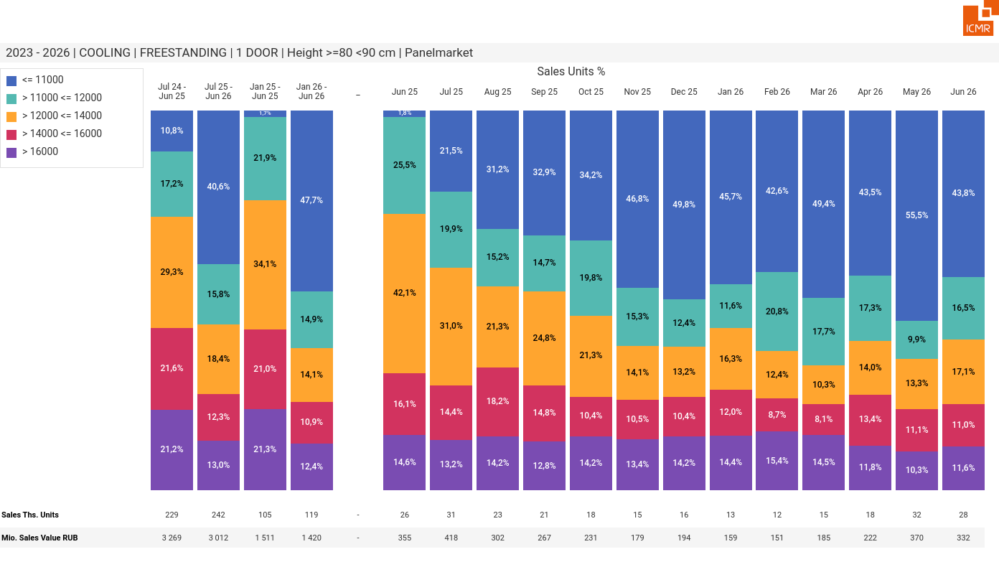 ICMR
2023 - 2026 | COOLING | FREESTANDING | 1 DOOR | Height >=80 <90 cm | Panelmarket
<= 11000
> 11000 <= 12000
> 12000 <= 14000
> 14000 <= 16000
> 16000
Sales Units %
Jul 24 - Jun 25 Jul 25 - Jun 26 Jan 25 - Jun 25 Jan 26 - Jun 26 – Jun 25 Jul 25 Aug 25 Sep 25 Oct 25 Nov 25 Dec 25 Jan 26 Feb 26 Mar 26 Apr 26 May 26 Jun 26
10,8% 40,6% 1,7% 47,7% 1,8% 21,5% 31,2% 32,9% 34,2% 46,8% 49,8% 45,7% 42,6% 49,4% 43,5% 55,5% 43,8%
17,2% 15,8% 21,9% 14,9% 25,5% 19,9% 15,2% 14,7% 19,8% 15,3% 12,4% 11,6% 20,8% 17,7% 17,3% 9,9% 16,5%
29,3% 18,4% 34,1% 14,1% 42,1% 31,0% 21,3% 24,8% 21,3% 14,1% 13,2% 16,3% 12,4% 10,3% 14,0% 13,3% 17,1%
21,6% 12,3% 21,0% 10,9% 16,1% 14,4% 18,2% 14,8% 10,4% 10,5% 10,4% 12,0% 8,7% 8,1% 13,4% 11,1% 11,0%
21,2% 13,0% 21,3% 12,4% 14,6% 13,2% 14,2% 12,8% 14,2% 13,4% 14,2% 14,4% 15,4% 14,5% 11,8% 10,3% 11,6%
Sales Ths. Units 229 242 105 119 - 26 31 23 21 18 15 16 13 12 15 18 32 28
Mio. Sales Value RUB 3 269 3 012 1 511 1 420 - 355 418 302 267 231 179 194 159 151 185 222 370 332